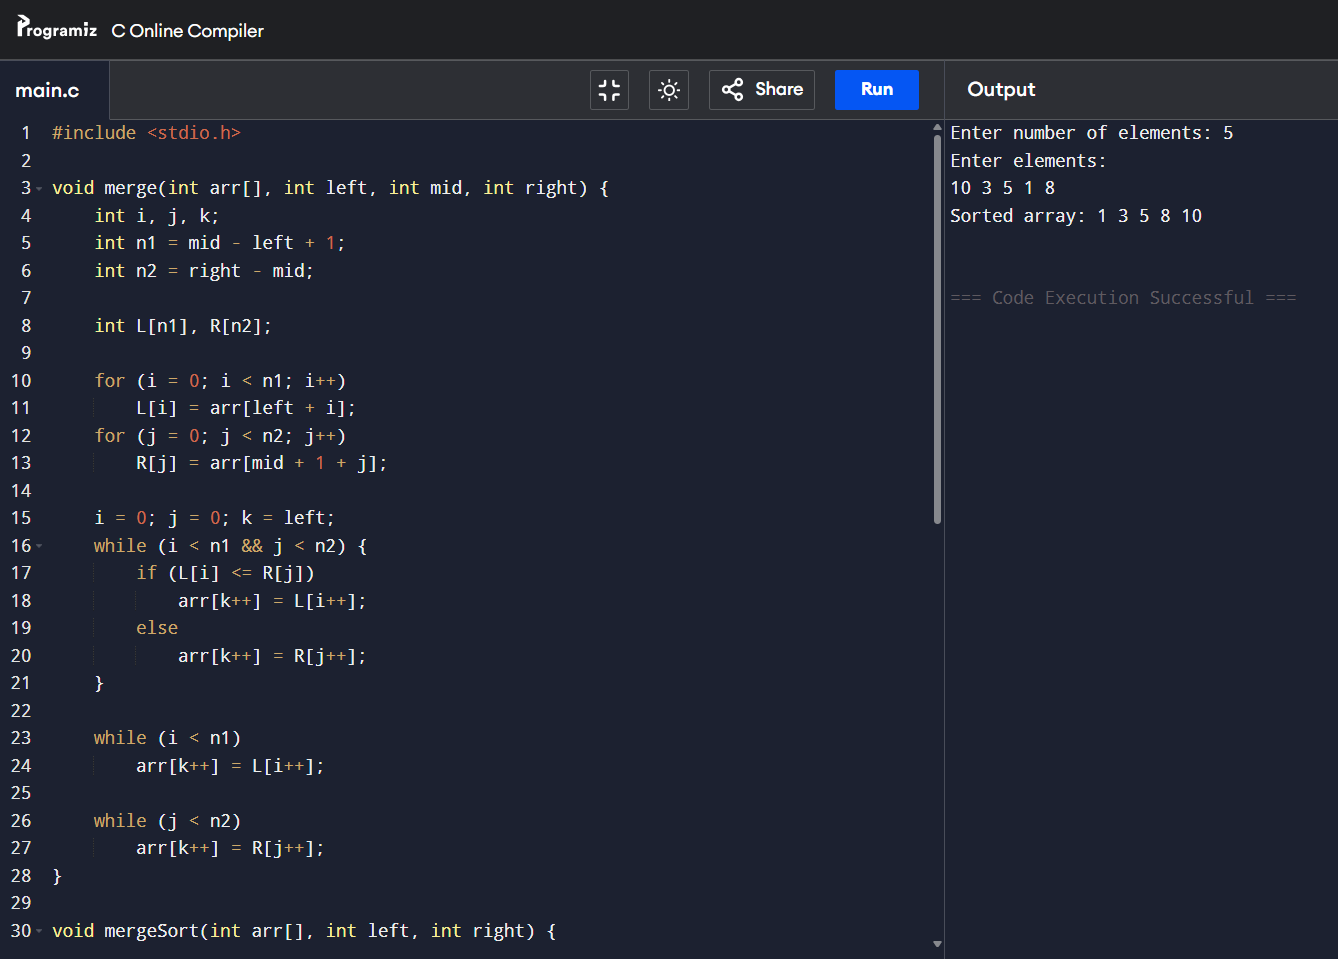 Programiz C Online Compiler
main.c Share Run Output
1 #include <stdio.h>
2
3 void merge(int arr[], int left, int mid, int right) {
4     int i, j, k;
5     int n1 = mid - left + 1;
6     int n2 = right - mid;
7
8     int L[n1], R[n2];
9
10     for (i = 0; i < n1; i++)
11         L[i] = arr[left + i];
12     for (j = 0; j < n2; j++)
13         R[j] = arr[mid + 1 + j];
14
15     i = 0; j = 0; k = left;
16     while (i < n1 && j < n2) {
17         if (L[i] <= R[j])
18             arr[k++] = L[i++];
19         else
20             arr[k++] = R[j++];
21     }
22
23     while (i < n1)
24         arr[k++] = L[i++];
25
26     while (j < n2)
27         arr[k++] = R[j++];
28 }
29
30 void mergeSort(int arr[], int left, int right) {
Enter number of elements: 5
Enter elements:
10 3 5 1 8
Sorted array: 1 3 5 8 10
=== Code Execution Successful ===